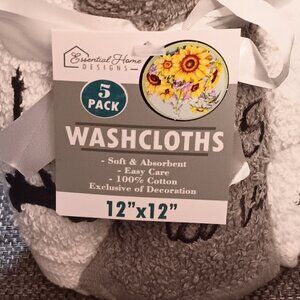 Essential Home
DESIGNS
5
PACK
WASHCLOTHS
- Soft & Absorbent
- Easy Care
- 100% Cotton
Exclusive of Decoration
12"x12"